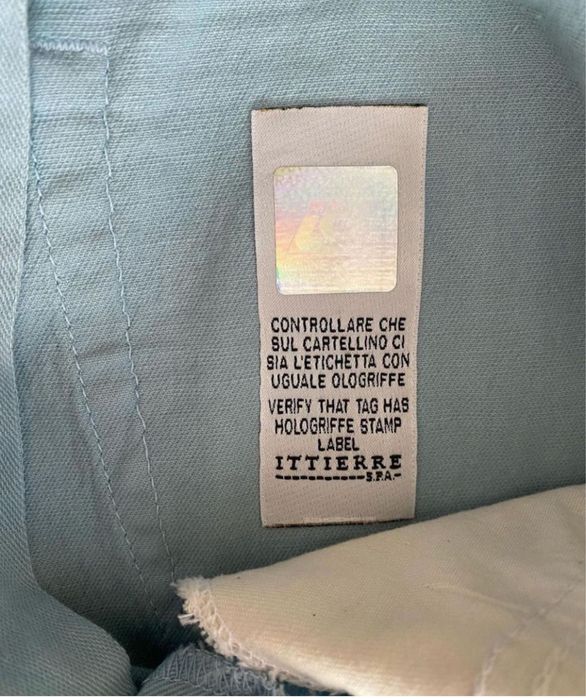 CONTROLLARE CHE
SUL CARTELLINO CI
SIA L'ETICHETTA CON
UGUALE OLOGRIFFE
VERIFY THAT TAG HAS
HOLOGRIFFE STAMP
LABEL
ITTIERRE
S.P.A.-